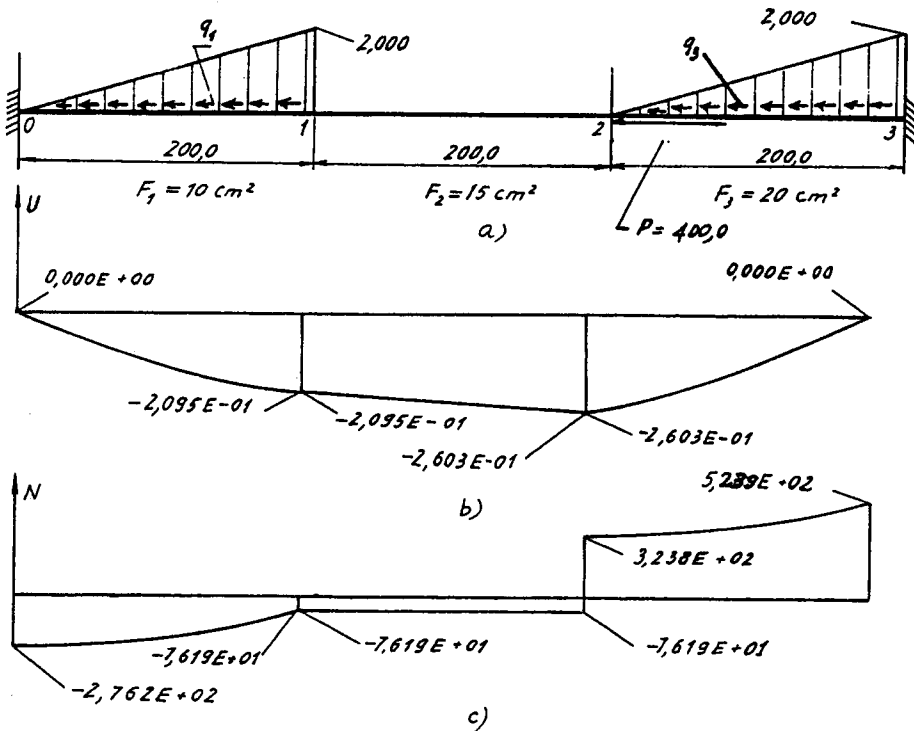 q₁
2,000
2,000
q₃
0
1
2
3
200,0
200,0
200,0
F₁ = 10 cm²
F₂ = 15 cm²
F₃ = 20 cm²
P = 400,0
a)
U
0,000E + 00
0,000E + 00
-2,095E-01
-2,095E-01
-2,603E-01
-2,603E-01
b)
N
5,239E + 02
3,238E + 02
-7,619E+01
-7,619E + 01
-7,619E+01
-2,762E + 02
c)